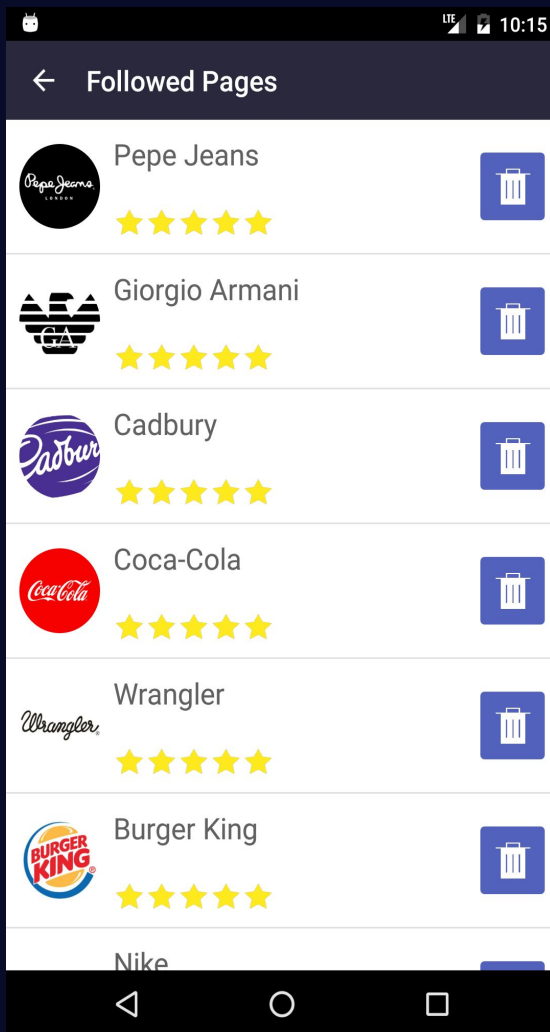 LTE 10:15
Followed Pages
Pepe Jeans
Pepe Jeans
LONDON
Giorgio Armani
GA
Cadbury
Cadbur
Coca-Cola
Coca-Cola
Wrangler
Wrangler
Burger King
BURGER
KING
Nike